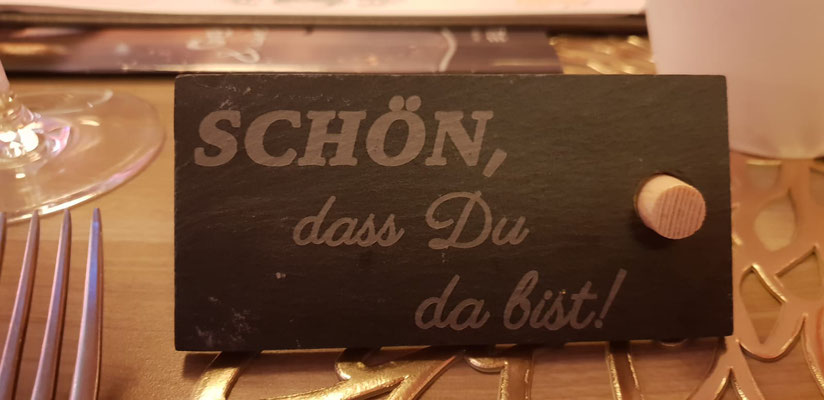 SCHÖN,
dass Du
da bist!